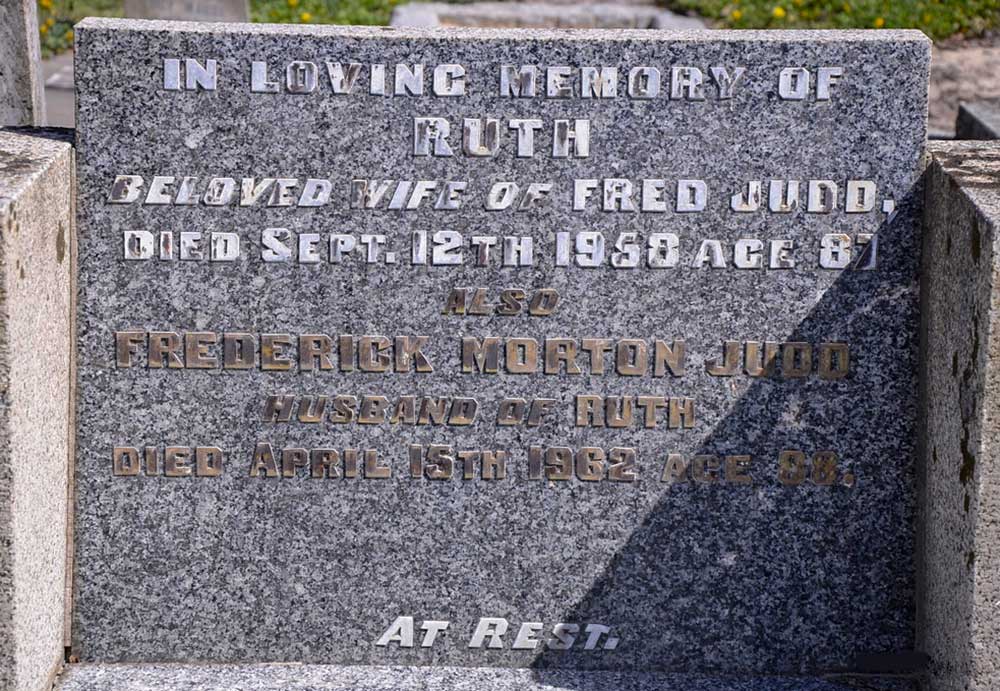 IN LOVING MEMORY OF
RUTH
BELOVED WIFE OF FRED JUDD,
DIED SEPT. 12TH 1958 AGE 87
ALSO
FREDERICK MORTON JUDD
HUSBAND OF RUTH
DIED APRIL 15TH 1962 AGE 98.
AT REST.